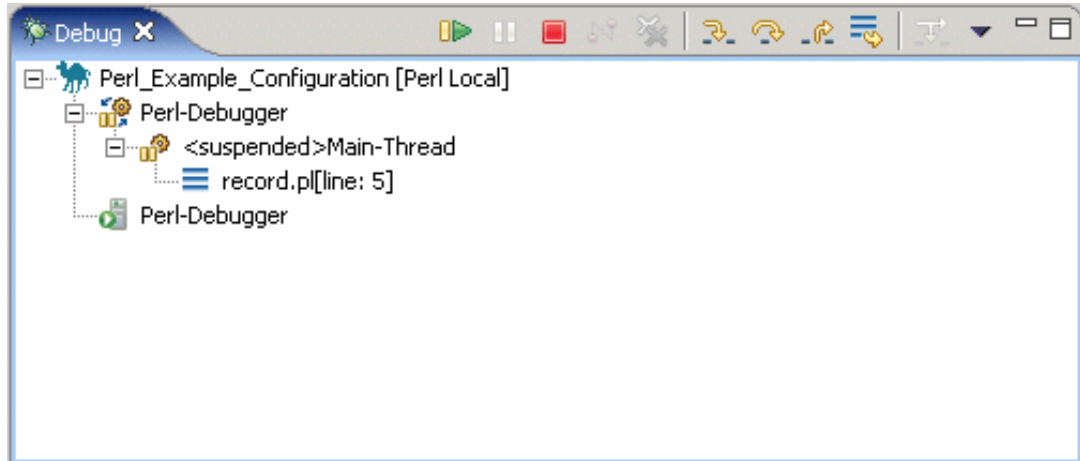 Debug
Perl_Example_Configuration [Perl Local]
Perl-Debugger
<suspended>Main-Thread
record.pl[line: 5]
Perl-Debugger